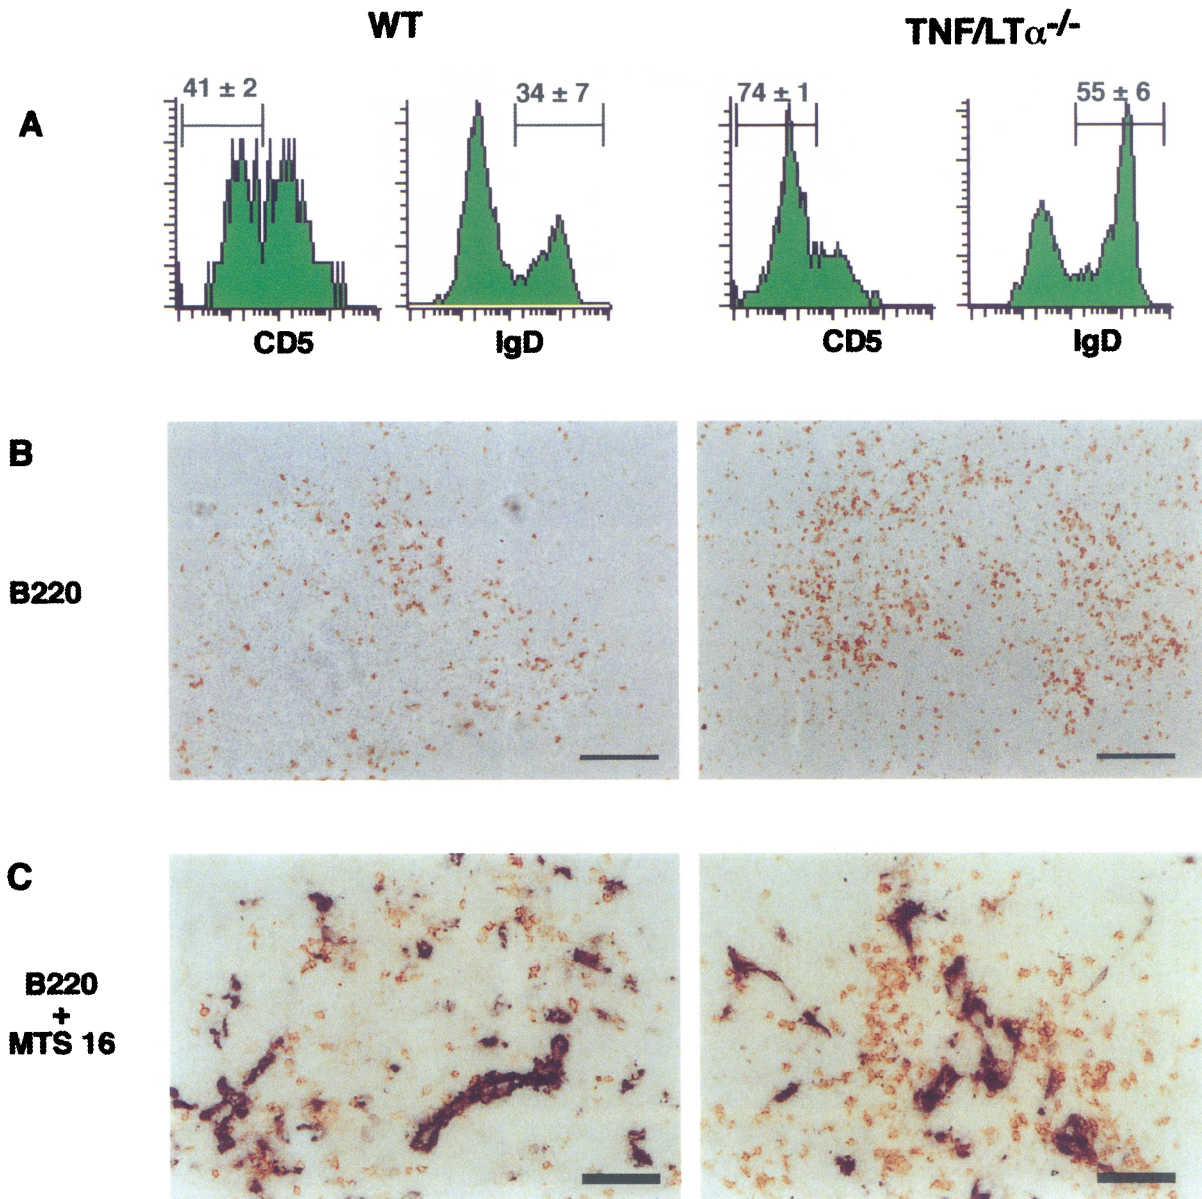 WT
TNF/LTα-/-
A
41 ± 2
34 ± 7
74 ± 1
55 ± 6
CD5
IgD
CD5
IgD
B
B220
C
B220
+
MTS 16